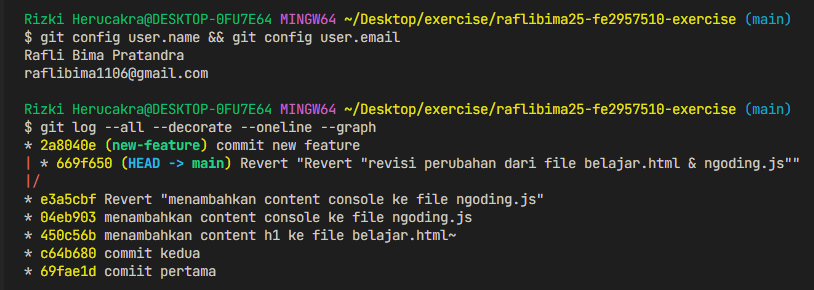 Rizki Herucakra@DESKTOP-0FU7E64 MINGW64 ~/Desktop/exercise/raflibima25-fe2957510-exercise (main)
$ git config user.name && git config user.email
Rafli Bima Pratandra
raflibima1106@gmail.com
Rizki Herucakra@DESKTOP-0FU7E64 MINGW64 ~/Desktop/exercise/raflibima25-fe2957510-exercise (main)
$ git log --all --decorate --oneline --graph
* 2a8040e (new-feature) commit new feature
| * 669f650 (HEAD -> main) Revert "Revert "revisi perubahan dari file belajar.html & ngoding.js""
|/
* e3a5cbf Revert "menambahkan content console ke file ngoding.js"
* 04eb903 menambahkan content console ke file ngoding.js
* 450c56b menambahkan content h1 ke file belajar.html~
* c64b680 commit kedua
* 69fae1d comiit pertama